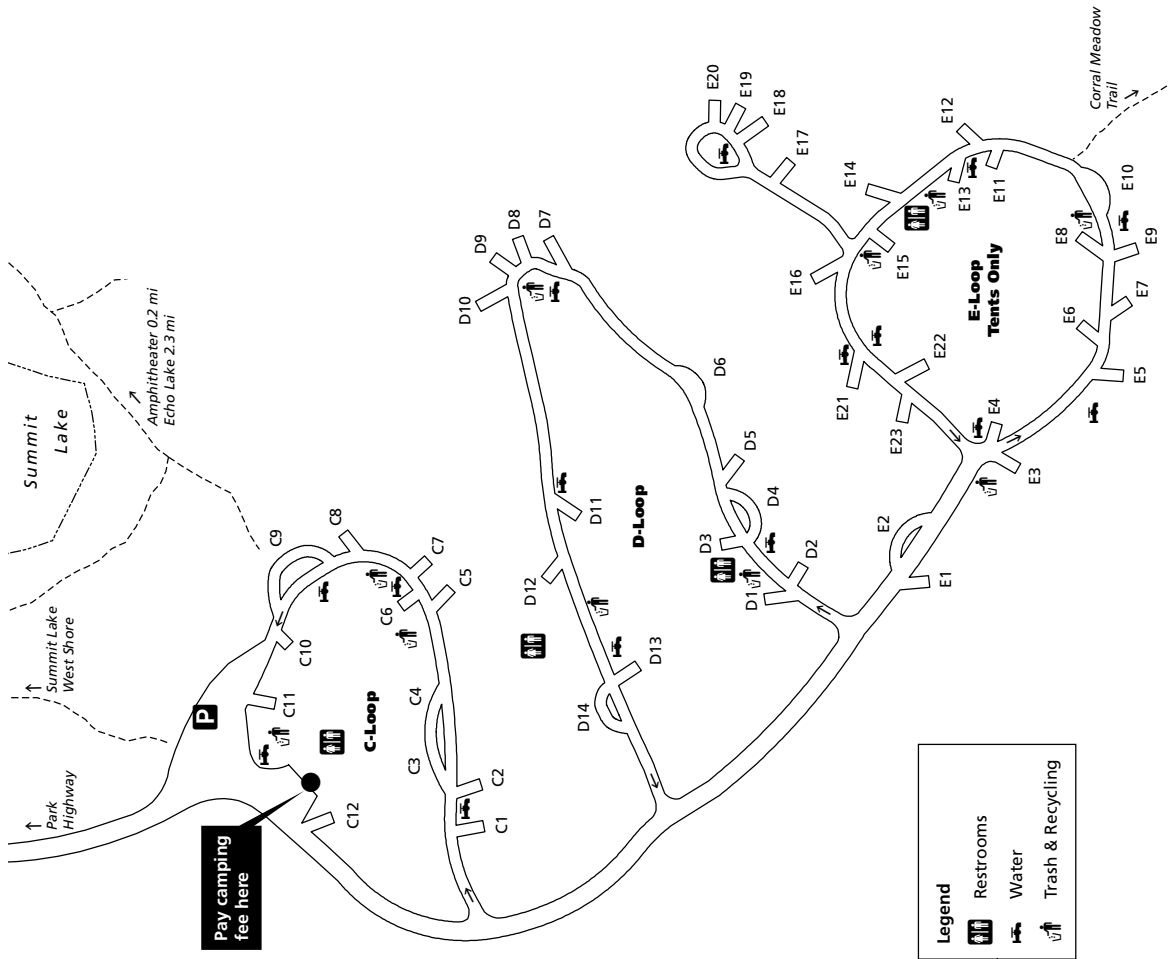 Park
Highway
Summit Lake
West Shore
Summit
Lake
Amphitheater 0.2 mi
Echo Lake 2.3 mi
Corral Meadow
Trail
Pay camping
fee here
P
C-Loop
C1
C2
C3
C4
C5
C6
C7
C8
C9
C10
C11
C12
D-Loop
D1
D2
D3
D4
D5
D6
D7
D8
D9
D10
D11
D12
D13
D14
E-Loop
Tents Only
E1
E2
E3
E4
E5
E6
E7
E8
E9
E10
E11
E12
E13
E14
E15
E16
E17
E18
E19
E20
E21
E22
E23
Legend
Restrooms
Water
Trash & Recycling